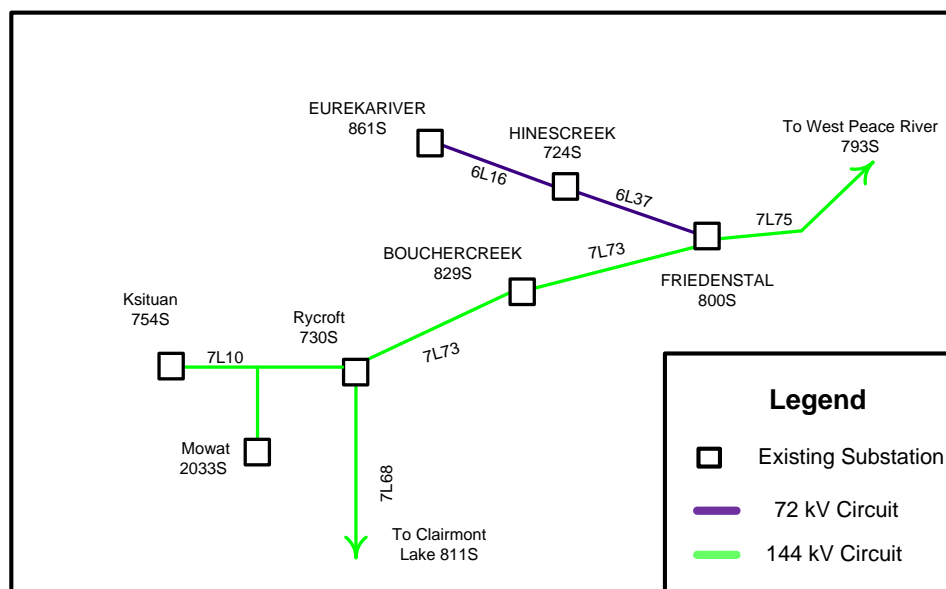 EUREKARIVER
861S
HINESCREEK
724S
To West Peace River
793S
6L16
6L37
7L75
BOUCHERCREEK
829S
7L73
FRIEDENSTAL
800S
Ksituan
754S
Rycroft
730S
7L10
7L73
Mowat
2033S
7L68
To Clairmont
Lake 811S
Legend
Existing Substation
72 kV Circuit
144 kV Circuit